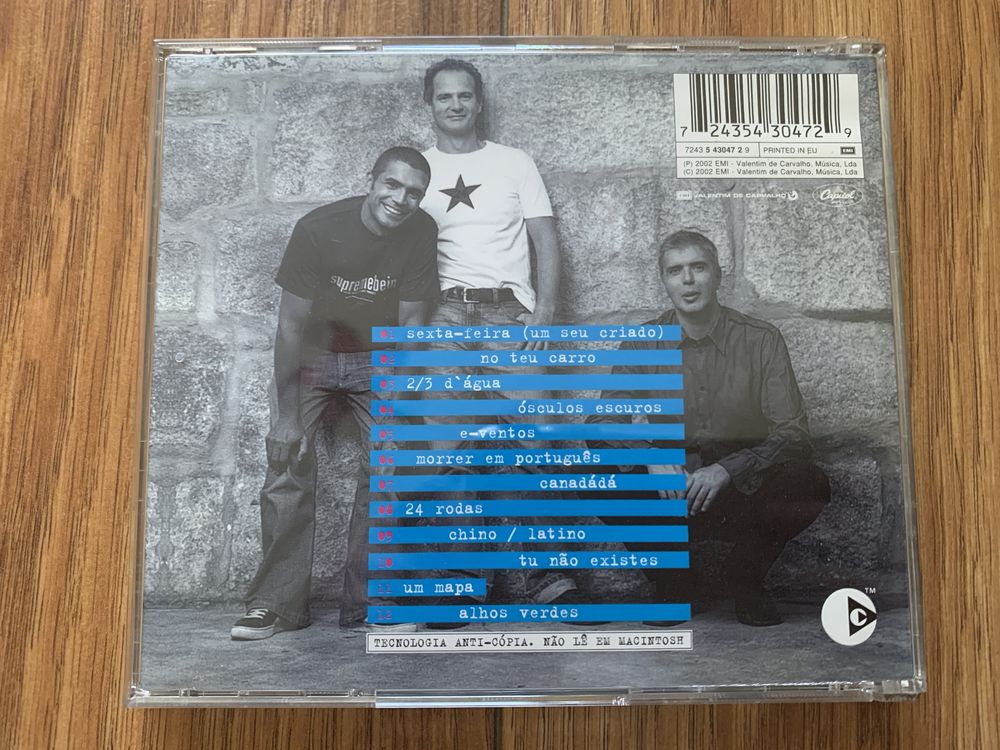 7 24354 30472 9
7243 5 43047 2 9 PRINTED IN EU EMI
(P) 2002 EMI - Valentim de Carvalho, Música, Lda
(C) 2002 EMI - Valentim de Carvalho, Música, Lda
EMI VALENTIM DE CARVALHO Capitol
supremebein
01 sexta-feira (um seu criado)
02 no teu carro
03 2/3 d`água
04 ósculos escuros
05 e-ventos
06 morrer em português
07 canadádá
08 24 rodas
09 chino / latino
10 tu não existes
11 um mapa
12 alhos verdes
TECNOLOGIA ANTI-CÓPIA. NÃO LÊ EM MACINTOSH
C TM